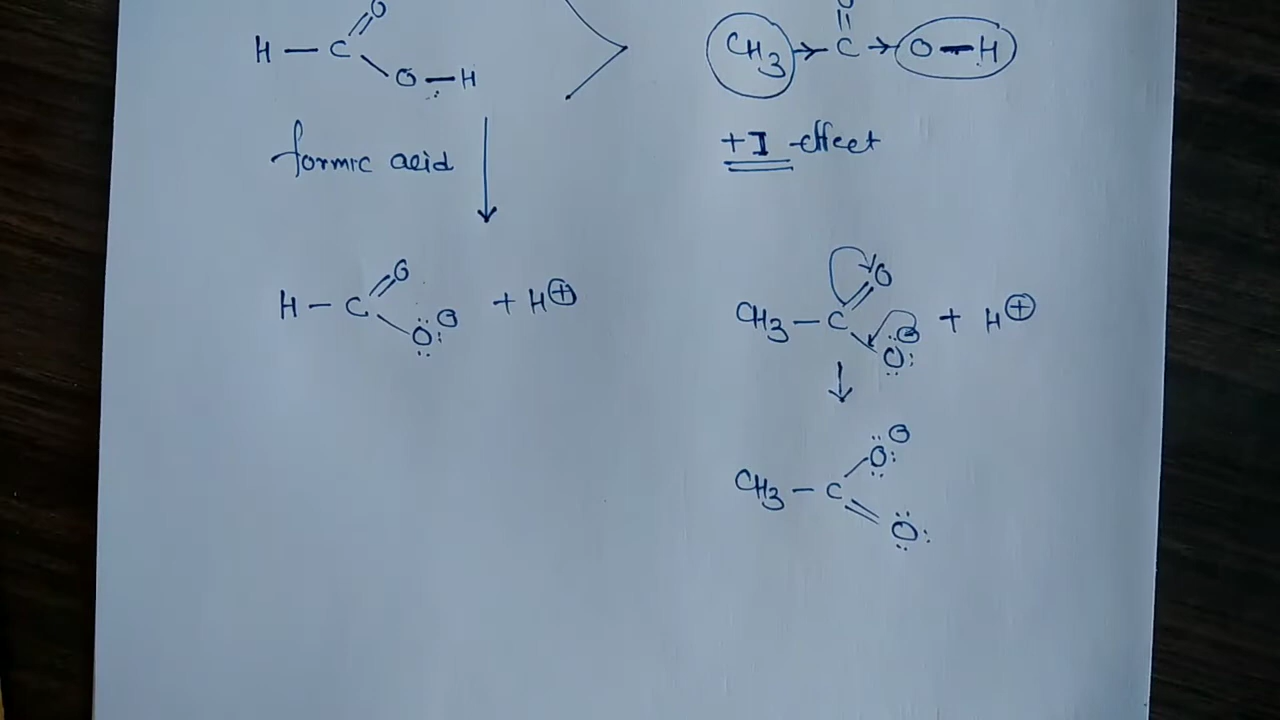 O O
H — C CH3 → C → O — H
O — H
formic acid +I effect
O O
H — C + H⊕ CH3 — C + H⊕
O:⊖ O:⊖
O:⊖
CH3 — C
O: